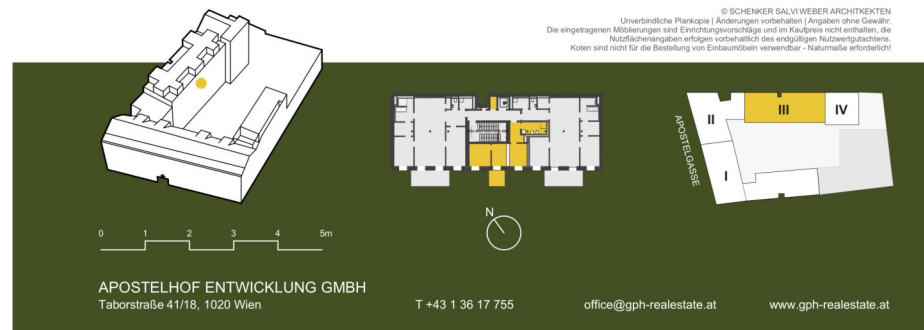 © SCHENKER SALVI WEBER ARCHITKEKTEN
Unverbindliche Plankopie | Änderungen vorbehalten | Angaben ohne Gewähr.
Die eingetragenen Möblierungen sind Einrichtungsvorschläge und im Kaufpreis nicht enthalten, die
Nutzflächenangaben erfolgen vorbehaltlich des endgültigen Nutzwertgutachtens.
Koten sind nicht für die Bestellung von Einbaumöbeln verwendbar - Naturmaße erforderlich!
II
III
IV
APOSTELGASSE
I
N
0 1 2 3 4 5m
APOSTELHOF ENTWICKLUNG GMBH
Taborstraße 41/18, 1020 Wien
T +43 1 36 17 755
office@gph-realestate.at
www.gph-realestate.at